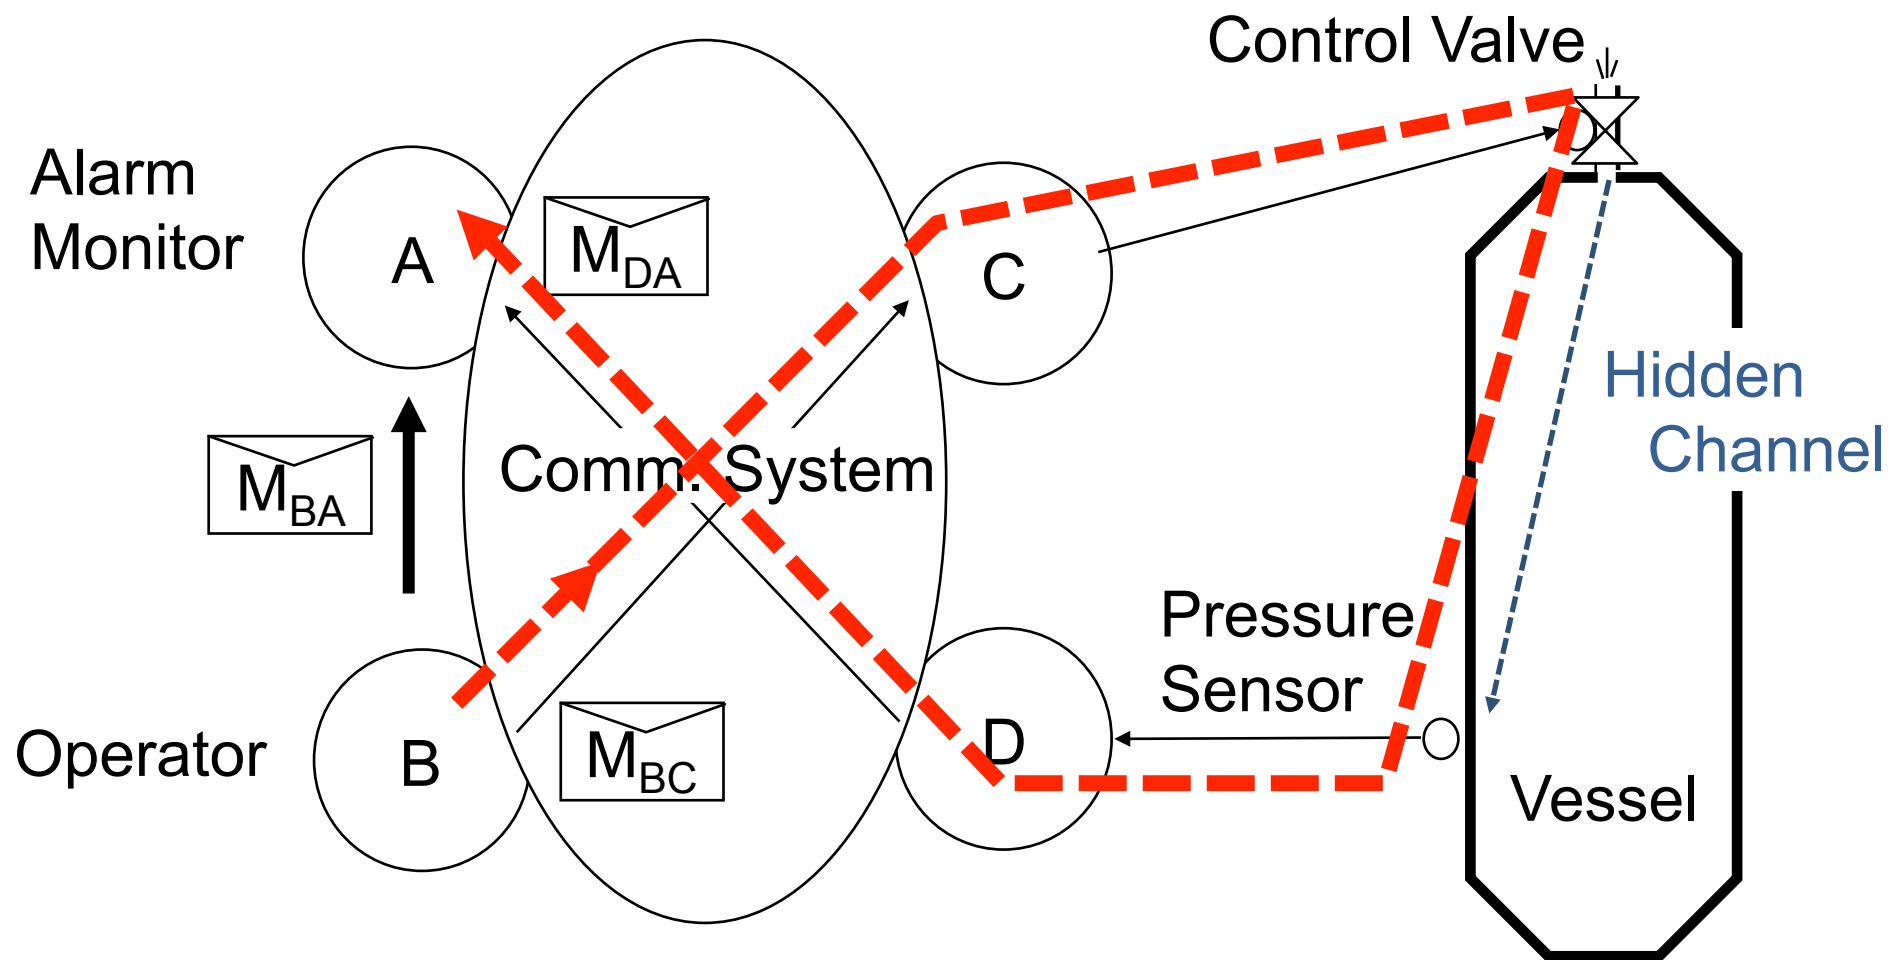 Control Valve
Alarm
Monitor
A
M_DA
C
Hidden
Channel
Comm. System
M_BA
Pressure
Sensor
Operator
B
M_BC
D
Vessel